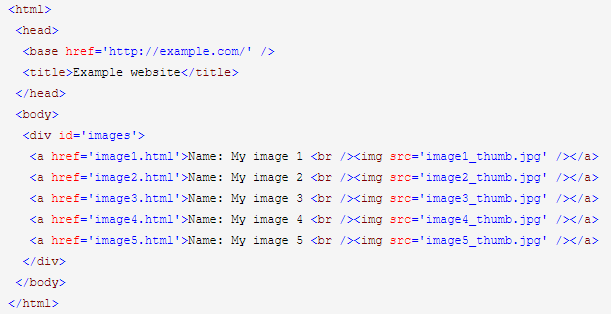 <html>
<head>
<base href='http://example.com/' />
<title>Example website</title>
</head>
<body>
<div id='images'>
<a href='image1.html'>Name: My image 1 <br /><img src='image1_thumb.jpg' /></a>
<a href='image2.html'>Name: My image 2 <br /><img src='image2_thumb.jpg' /></a>
<a href='image3.html'>Name: My image 3 <br /><img src='image3_thumb.jpg' /></a>
<a href='image4.html'>Name: My image 4 <br /><img src='image4_thumb.jpg' /></a>
<a href='image5.html'>Name: My image 5 <br /><img src='image5_thumb.jpg' /></a>
</div>
</body>
</html>